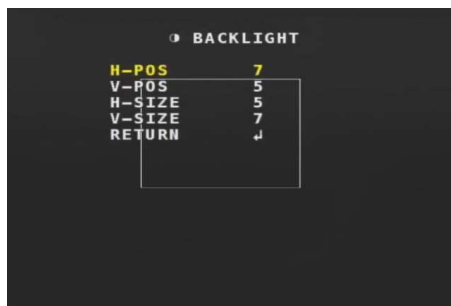 BACKLIGHT
H-POS 7
V-POS 5
H-SIZE 5
V-SIZE 7
RETURN ↲